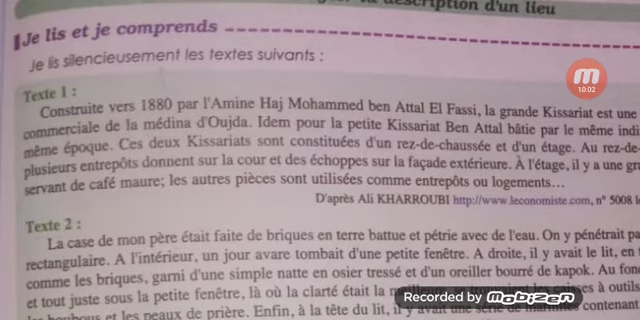 description d'un lieu
Je lis et je comprends
Je lis silencieusement les textes suivants :
Texte 1 :
Construite vers 1880 par l'Amine Haj Mohammed ben Attal El Fassi, la grande Kissariat est une
commerciale de la médina d'Oujda. Idem pour la petite Kissariat Ben Attal bâtie par le même indi
même époque. Ces deux Kissariats sont constituées d'un rez-de-chaussée et d'un étage. Au rez-de-
plusieurs entrepôts donnent sur la cour et des échoppes sur la façade extérieure. À l'étage, il y a une gra
servant de café maure; les autres pièces sont utilisées comme entrepôts ou logements...
D'après Ali KHARROUBI http://www.leconomiste.com, n° 5008 l
Texte 2 :
La case de mon père était faite de briques en terre battue et pétrie avec de l'eau. On y pénétrait pa
rectangulaire. A l'intérieur, un jour avare tombait d'une petite fenêtre. A droite, il y avait le lit, en t
comme les briques, garni d'une simple natte en osier tressé et d'un oreiller bourré de kapok. Au fon
et tout juste sous la petite fenêtre, là où la clarté était la caisses à outils
et les peaux de prière. Enfin, à la tête du lit, il y avait une série de marmites contenant
10:02
Recorded by mobizen